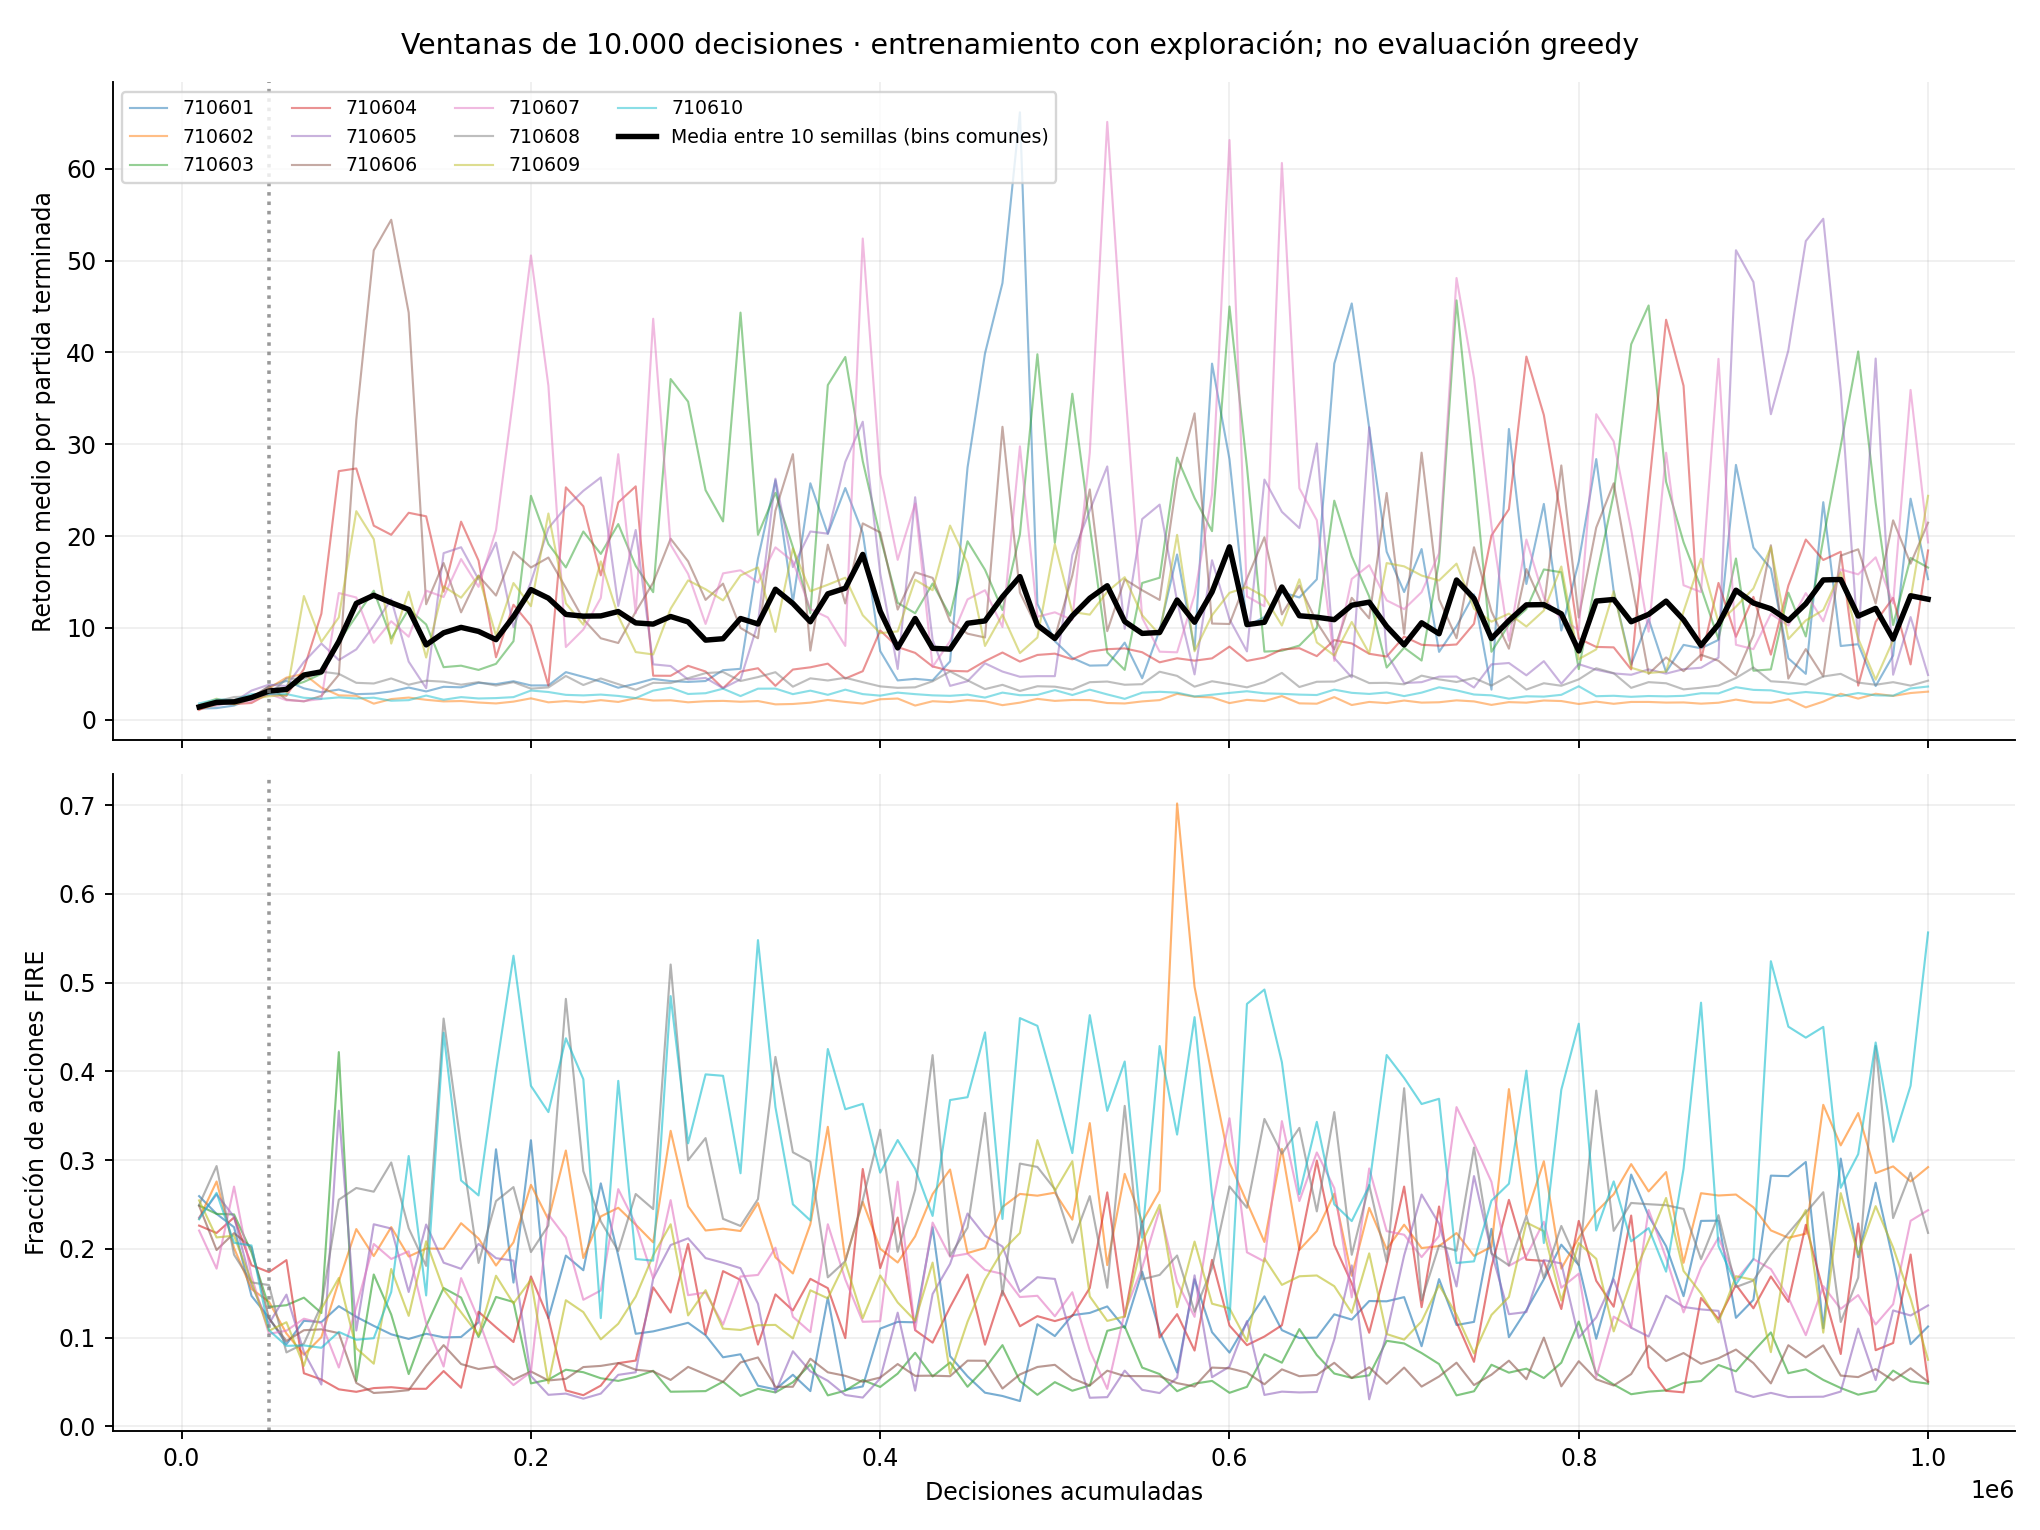 Ventanas de 10.000 decisiones · entrenamiento con exploración; no evaluación greedy
710601 710604 710607 710610
710602 710605 710608 Media entre 10 semillas (bins comunes)
710603 710606 710609
Retorno medio por partida terminada
60
50
40
30
20
10
0
Fracción de acciones FIRE
0.7
0.6
0.5
0.4
0.3
0.2
0.1
0.0
0.0 0.2 0.4 0.6 0.8 1.0
1e6
Decisiones acumuladas